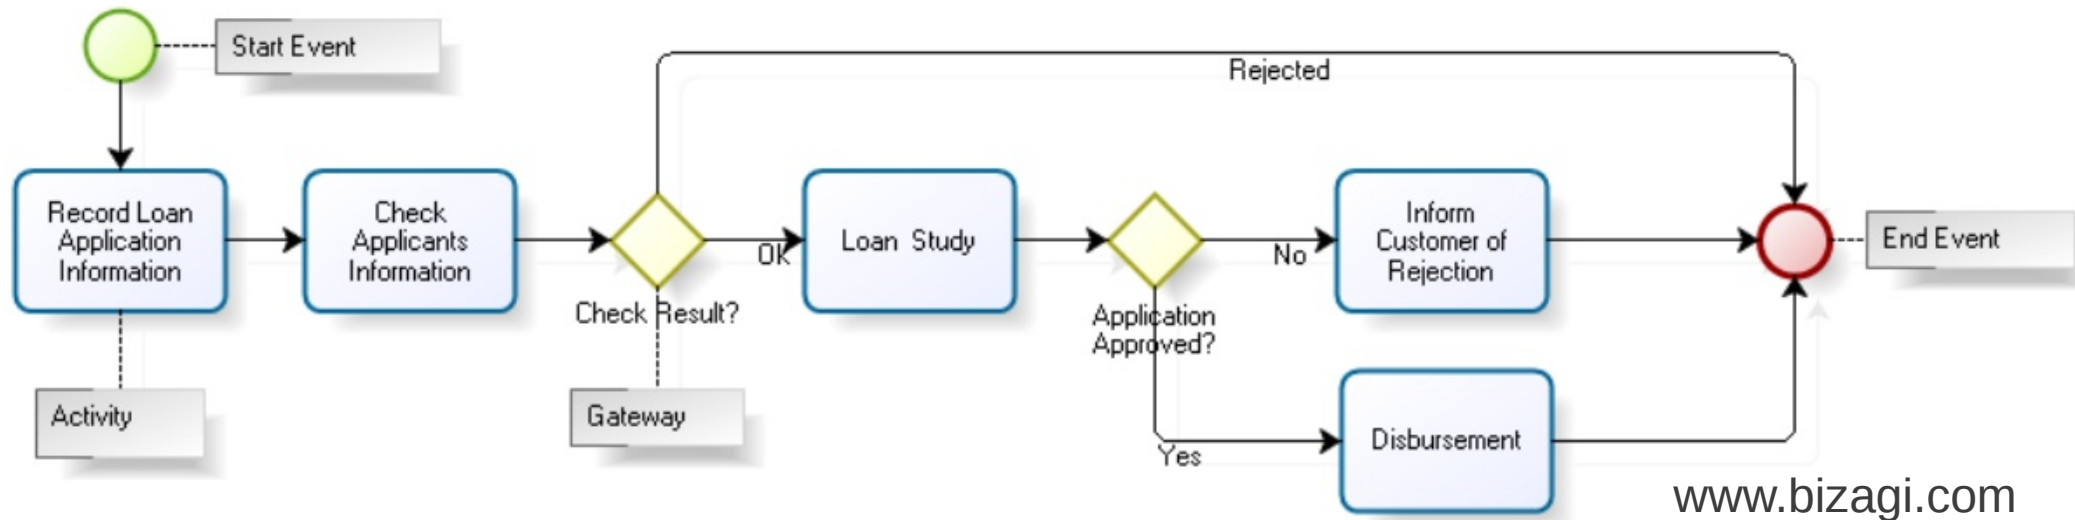 Start Event
Rejected
Record Loan
Application
Information
Check
Applicants
Information
Check Result?
OK
Loan Study
Application
Approved?
No
Inform
Customer of
Rejection
End Event
Activity
Gateway
Yes
Disbursement
www.bizagi.com